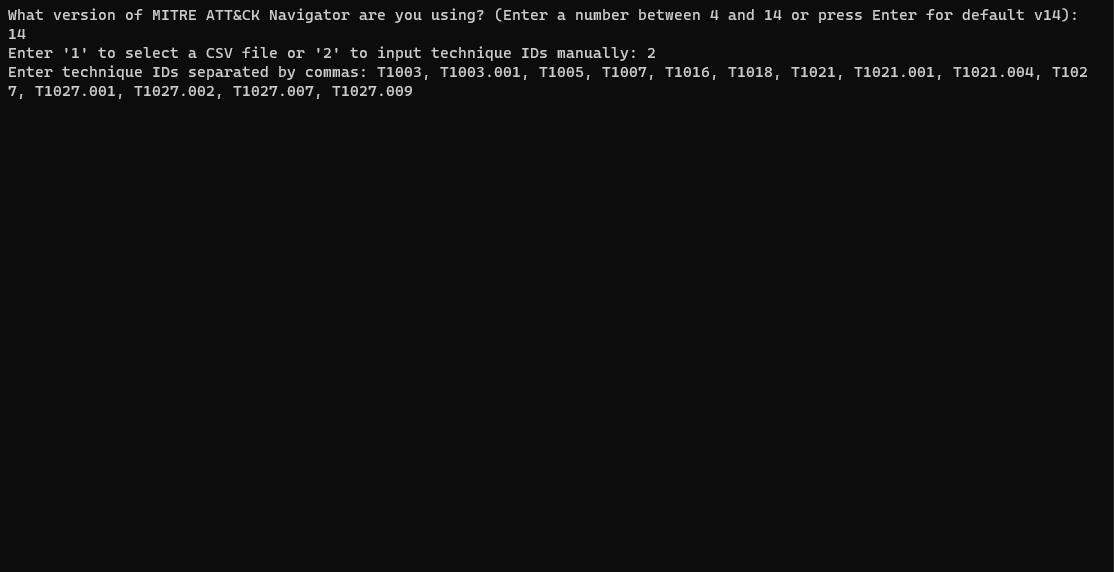 What version of MITRE ATT&CK Navigator are you using? (Enter a number between 4 and 14 or press Enter for default v14):
14
Enter '1' to select a CSV file or '2' to input technique IDs manually: 2
Enter technique IDs separated by commas: T1003, T1003.001, T1005, T1007, T1016, T1018, T1021, T1021.001, T1021.004, T102
7, T1027.001, T1027.002, T1027.007, T1027.009